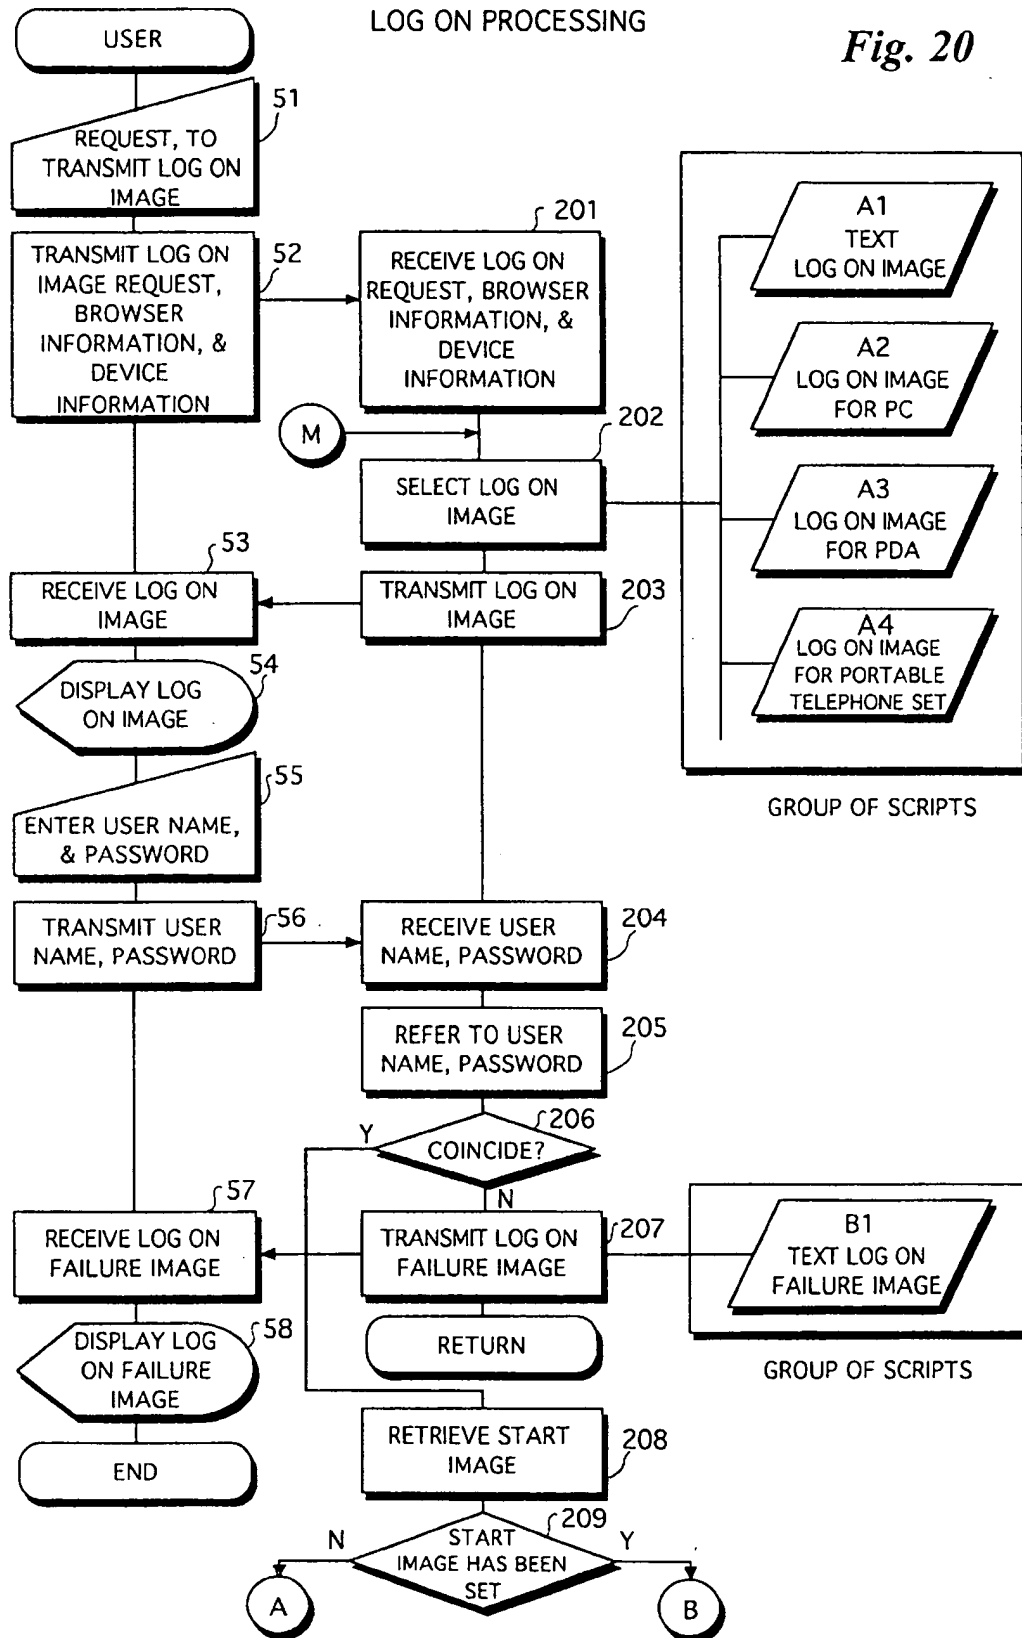 LOG ON PROCESSING
Fig. 20
USER
51
REQUEST, TO
TRANSMIT LOG ON
IMAGE
52
TRANSMIT LOG ON
IMAGE REQUEST,
BROWSER
INFORMATION, &
DEVICE
INFORMATION
201
RECEIVE LOG ON
REQUEST, BROWSER
INFORMATION, &
DEVICE
INFORMATION
M
202
SELECT LOG ON
IMAGE
A1
TEXT
LOG ON IMAGE
A2
LOG ON IMAGE
FOR PC
A3
LOG ON IMAGE
FOR PDA
A4
LOG ON IMAGE
FOR PORTABLE
TELEPHONE SET
GROUP OF SCRIPTS
53
RECEIVE LOG ON
IMAGE
TRANSMIT LOG ON
IMAGE
203
54
DISPLAY LOG
ON IMAGE
55
ENTER USER NAME,
& PASSWORD
TRANSMIT USER
NAME, PASSWORD
56
RECEIVE USER
NAME, PASSWORD
204
REFER TO USER
NAME, PASSWORD
205
206
COINCIDE?
Y
N
57
RECEIVE LOG ON
FAILURE IMAGE
TRANSMIT LOG ON
FAILURE IMAGE
207
B1
TEXT LOG ON
FAILURE IMAGE
GROUP OF SCRIPTS
58
DISPLAY LOG
ON FAILURE
IMAGE
RETURN
END
RETRIEVE START
IMAGE
208
209
START
IMAGE HAS BEEN
SET
N
Y
A
B